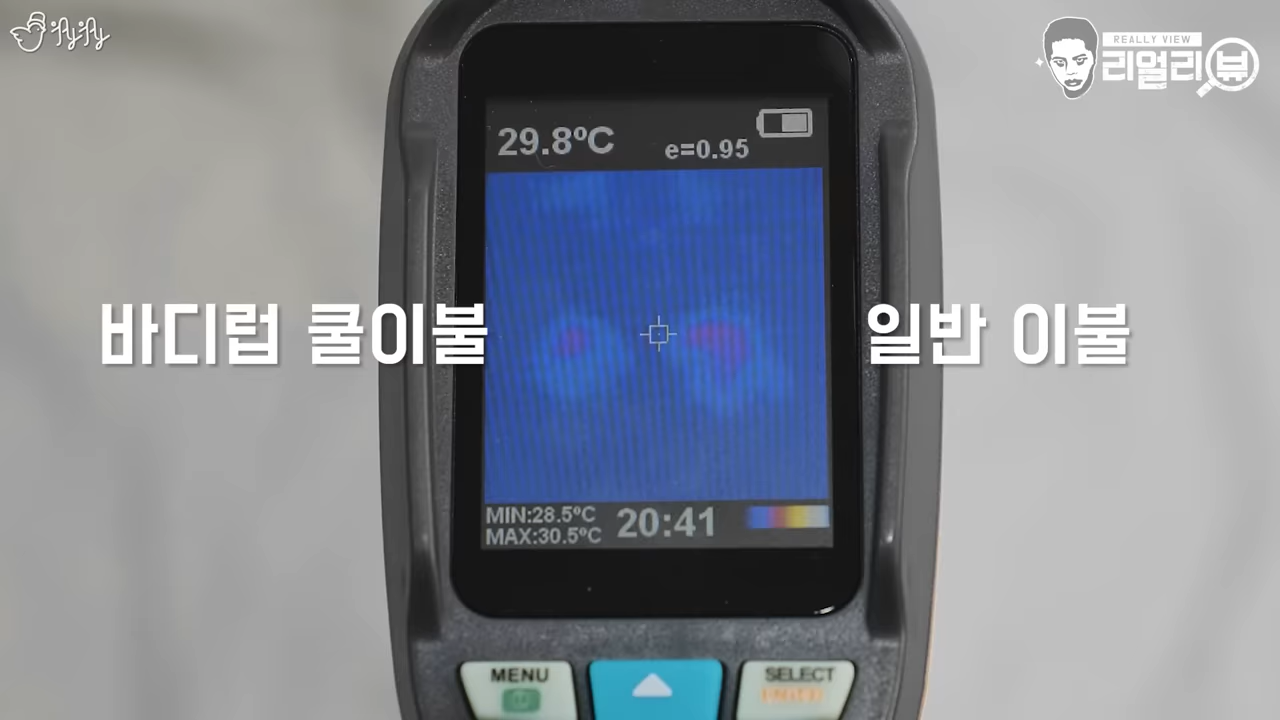 REALLY VIEW
리얼리뷰
29.8ºC
e=0.95
바디럽 쿨이불
일반 이불
MIN:28.5ºC
MAX:30.5ºC
20:41
MENU
SELECT